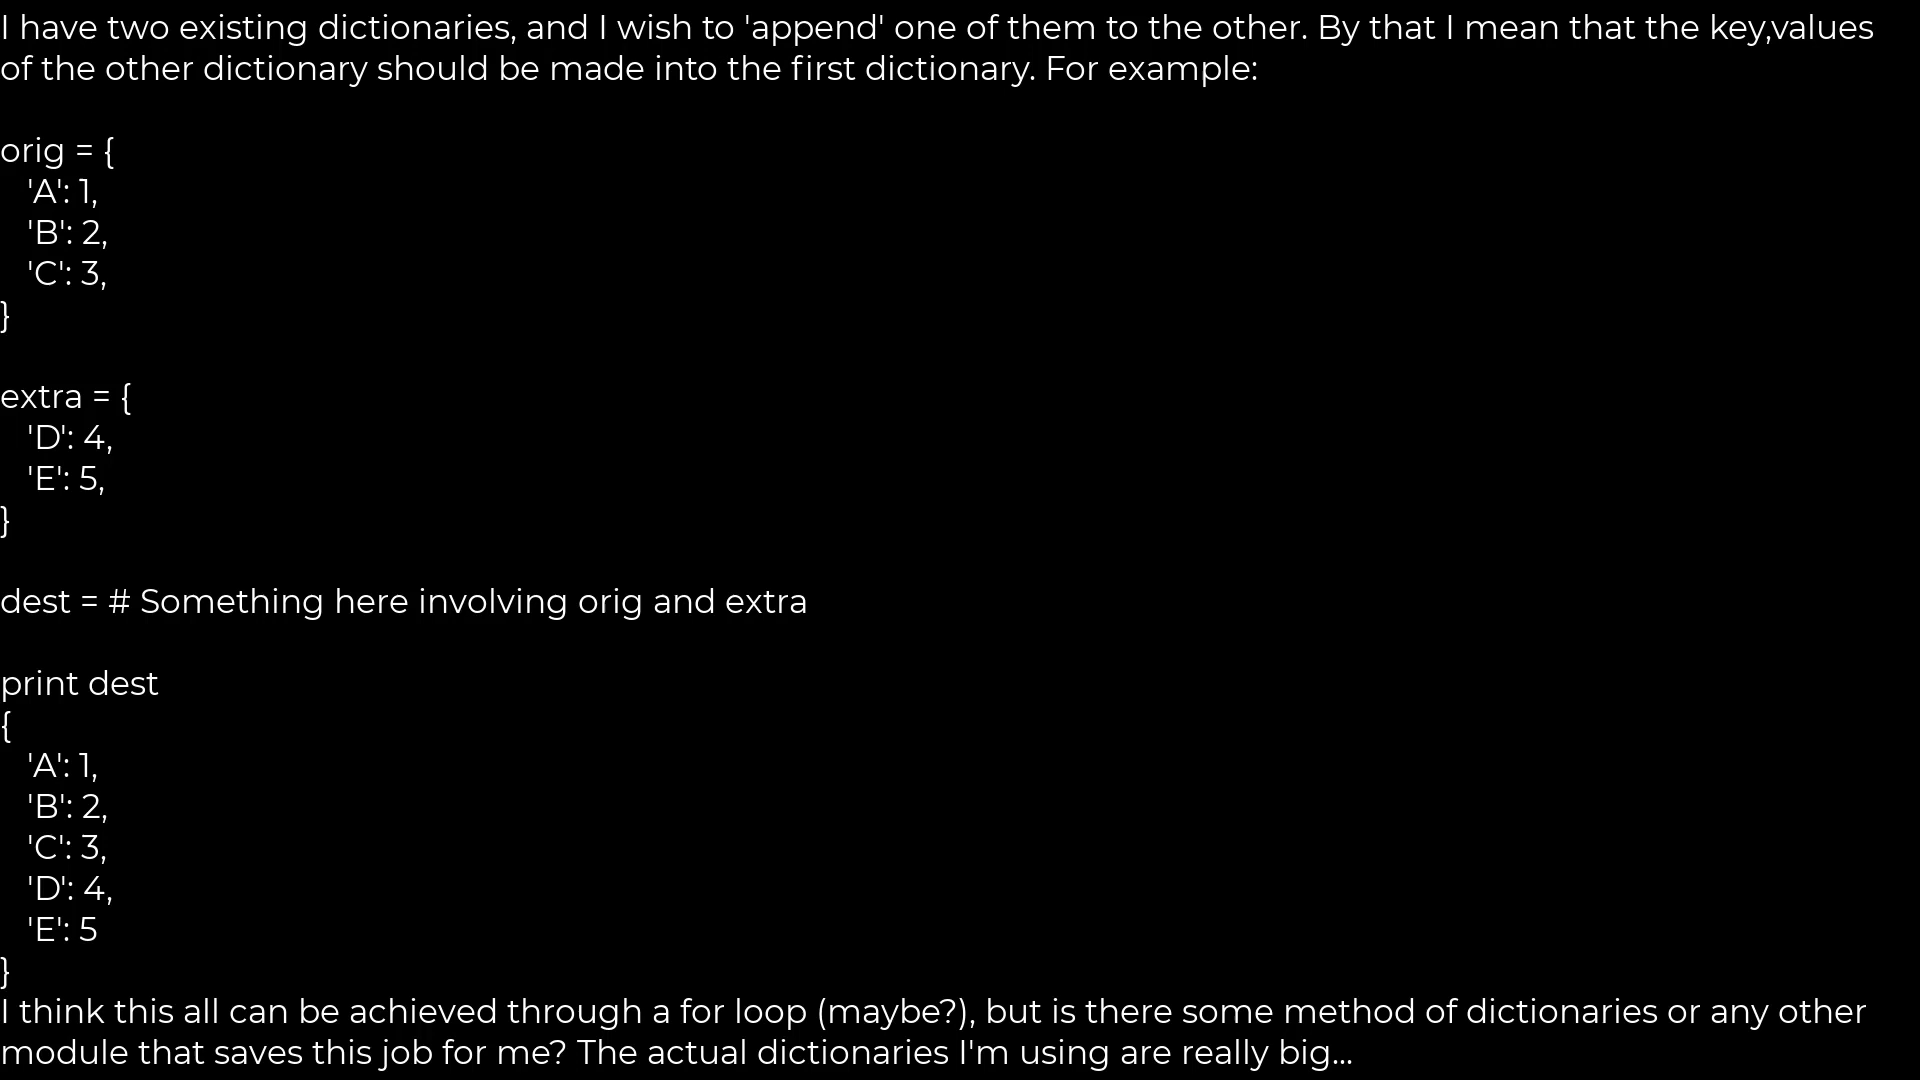 I have two existing dictionaries, and I wish to 'append' one of them to the other. By that I mean that the key,values
of the other dictionary should be made into the first dictionary. For example:

orig = {
   'A': 1,
   'B': 2,
   'C': 3,
}

extra = {
   'D': 4,
   'E': 5,
}

dest = # Something here involving orig and extra

print dest
{
   'A': 1,
   'B': 2,
   'C': 3,
   'D': 4,
   'E': 5
}
I think this all can be achieved through a for loop (maybe?), but is there some method of dictionaries or any other
module that saves this job for me? The actual dictionaries I'm using are really big...